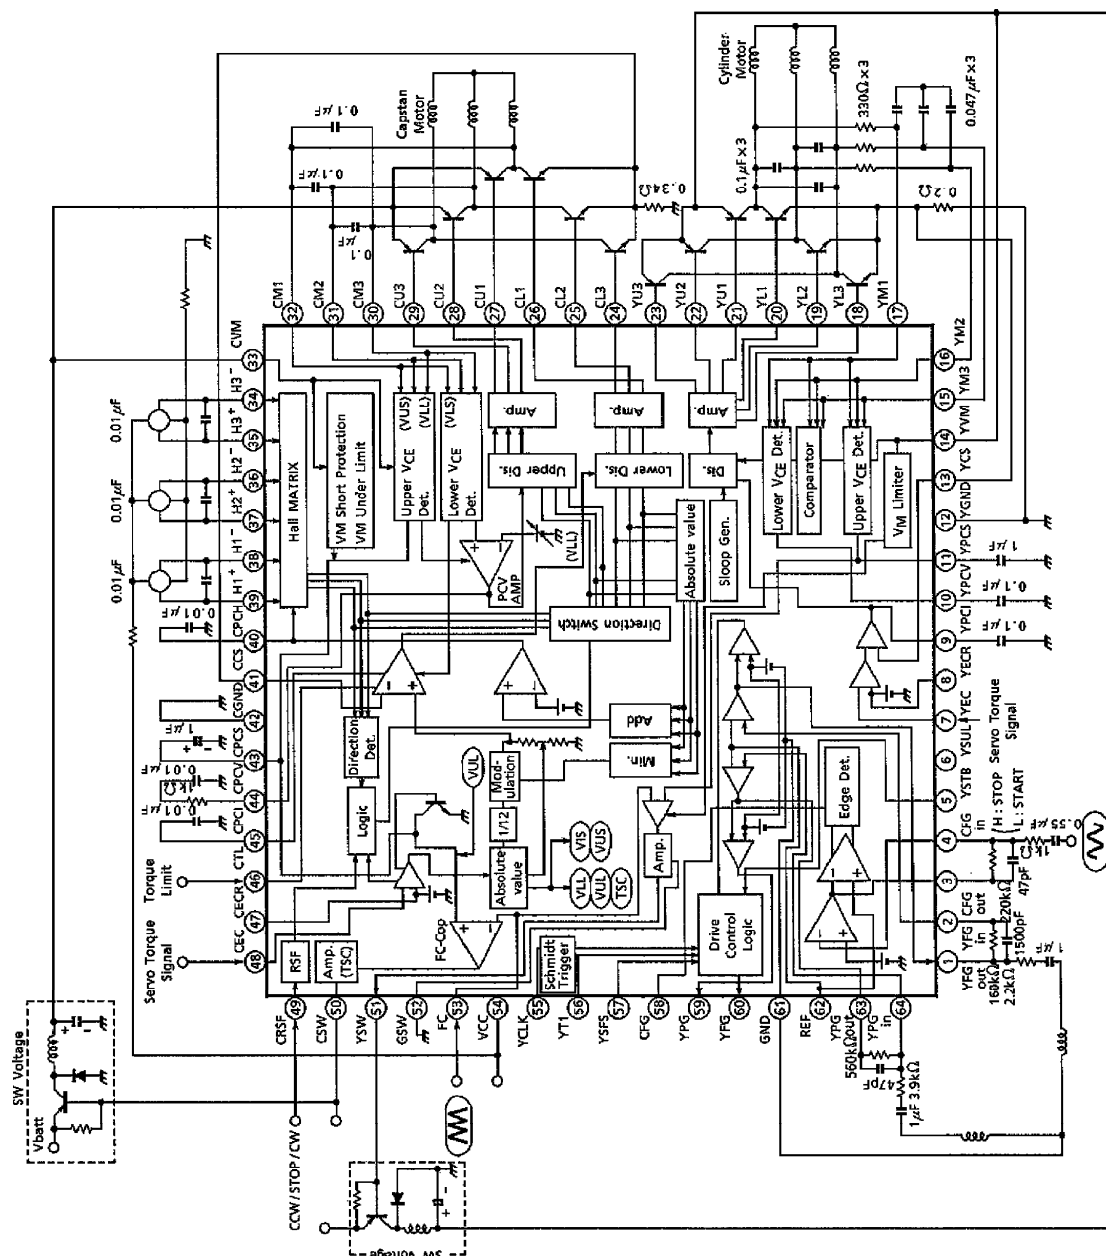 Cylinder
Motor
330Ω×3
0.047μF×3
0.1μF×3
0.2Ω
0.1μF
Capstan
Motor
0.1μF
0.1
μF
0.34Ω
CM1
CM2
CM3
CU3
CU2
CU1
CL1
CL2
CL3
YU3
YU2
YU1
YL1
YL2
YL3
YM1
32
31
30
29
28
27
26
25
24
23
22
21
20
19
18
17
CVM
33
H3−
34
H3+
35
H2−
36
H2+
37
H1−
38
H1+
39
CPCH
40
CCS
41
CGND
42
CPCS
43
CPCV
44
CPCI
45
CTL
46
CECR
47
CEC
48
0.01μF
0.01μF
0.01μF
0.01μF
1μF
0.01μF
1kΩ
0.01μF
Torque
Limit
Servo Torque
Signal
YM2
16
YM3
15
YVM
14
YCS
13
YGND
12
YPCS
11
1μF
YPCV
10
0.1μF
YPCI
9
0.1μF
YECR
8
YEC
7
Servo Torque
Signal
YSUL
6
YSTB
5
(H : STOP
L : START)
CFG
in
4
0.55μF
1kΩ
47pF
3
CFG
out
220kΩ
2
YFG
in
1500pF
1
YFG
out
160kΩ
2.2kΩ
1μF
Hall MATRIX
VM Short Protection
VM Under Limit
Upper VCE (VUS)
Det. (VLL)
Lower VCE (VLS)
Det.
Amp.
Amp.
Amp.
Upper Dis.
Lower Dis.
Dis.
Lower VCE Det.
Comparator
Upper VCE Det.
VM Limiter
PCV
AMP
(VLL)
Absolute value
Sloop Gen.
Direction Switch
Direction
Det.
Logic
VUL
Mod-
ulation
1/12
Absolute
value
Add
Min.
VIS
VUS
VLL
VUL
TSC
Amp.
Edge Det.
RSF
Amp.
(TSC)
FC-Cop
Schmidt
Trigger
Drive
Control
Logic
49
50
51
52
53
54
55
56
57
58
59
60
61
62
63
64
CRSF
CSW
YSW
GSW
FC
VCC
YCLK
YT1
YSFS
CFG
YPG
YFG
GND
REF
YPG
out
YPG
in
560kΩ
47pF
1μF
3.9kΩ
SW Voltage
Vbatt
CCW / STOP / CW
SW Voltage